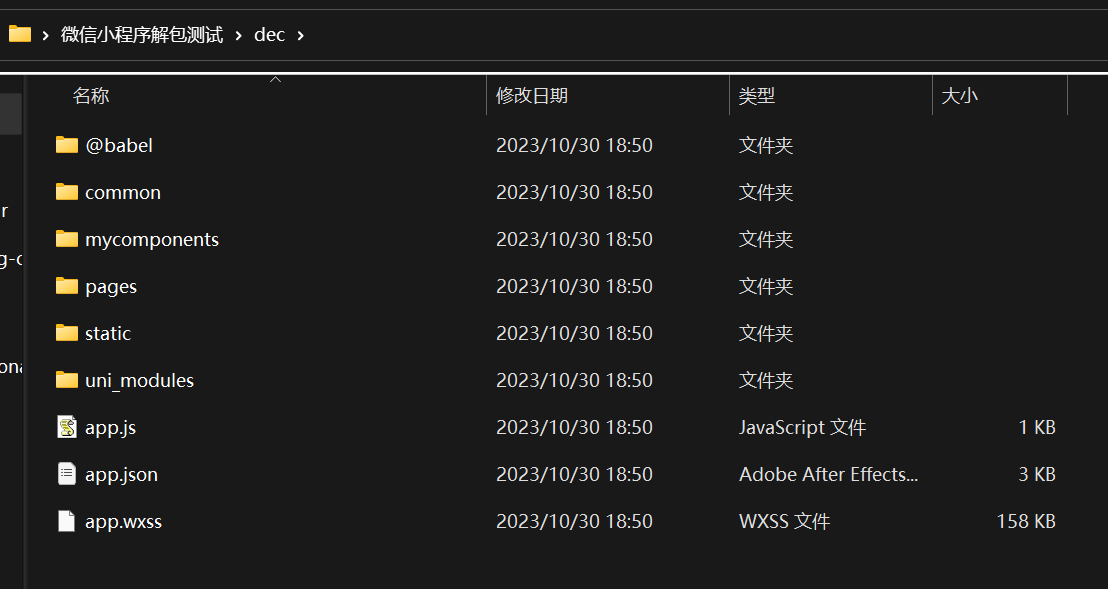 微信小程序解包测试 › dec ›
名称 修改日期 类型 大小
@babel 2023/10/30 18:50 文件夹
common 2023/10/30 18:50 文件夹
r
mycomponents 2023/10/30 18:50 文件夹
g-c
pages 2023/10/30 18:50 文件夹
static 2023/10/30 18:50 文件夹
ona
uni_modules 2023/10/30 18:50 文件夹
app.js 2023/10/30 18:50 JavaScript 文件 1 KB
app.json 2023/10/30 18:50 Adobe After Effects... 3 KB
app.wxss 2023/10/30 18:50 WXSS 文件 158 KB